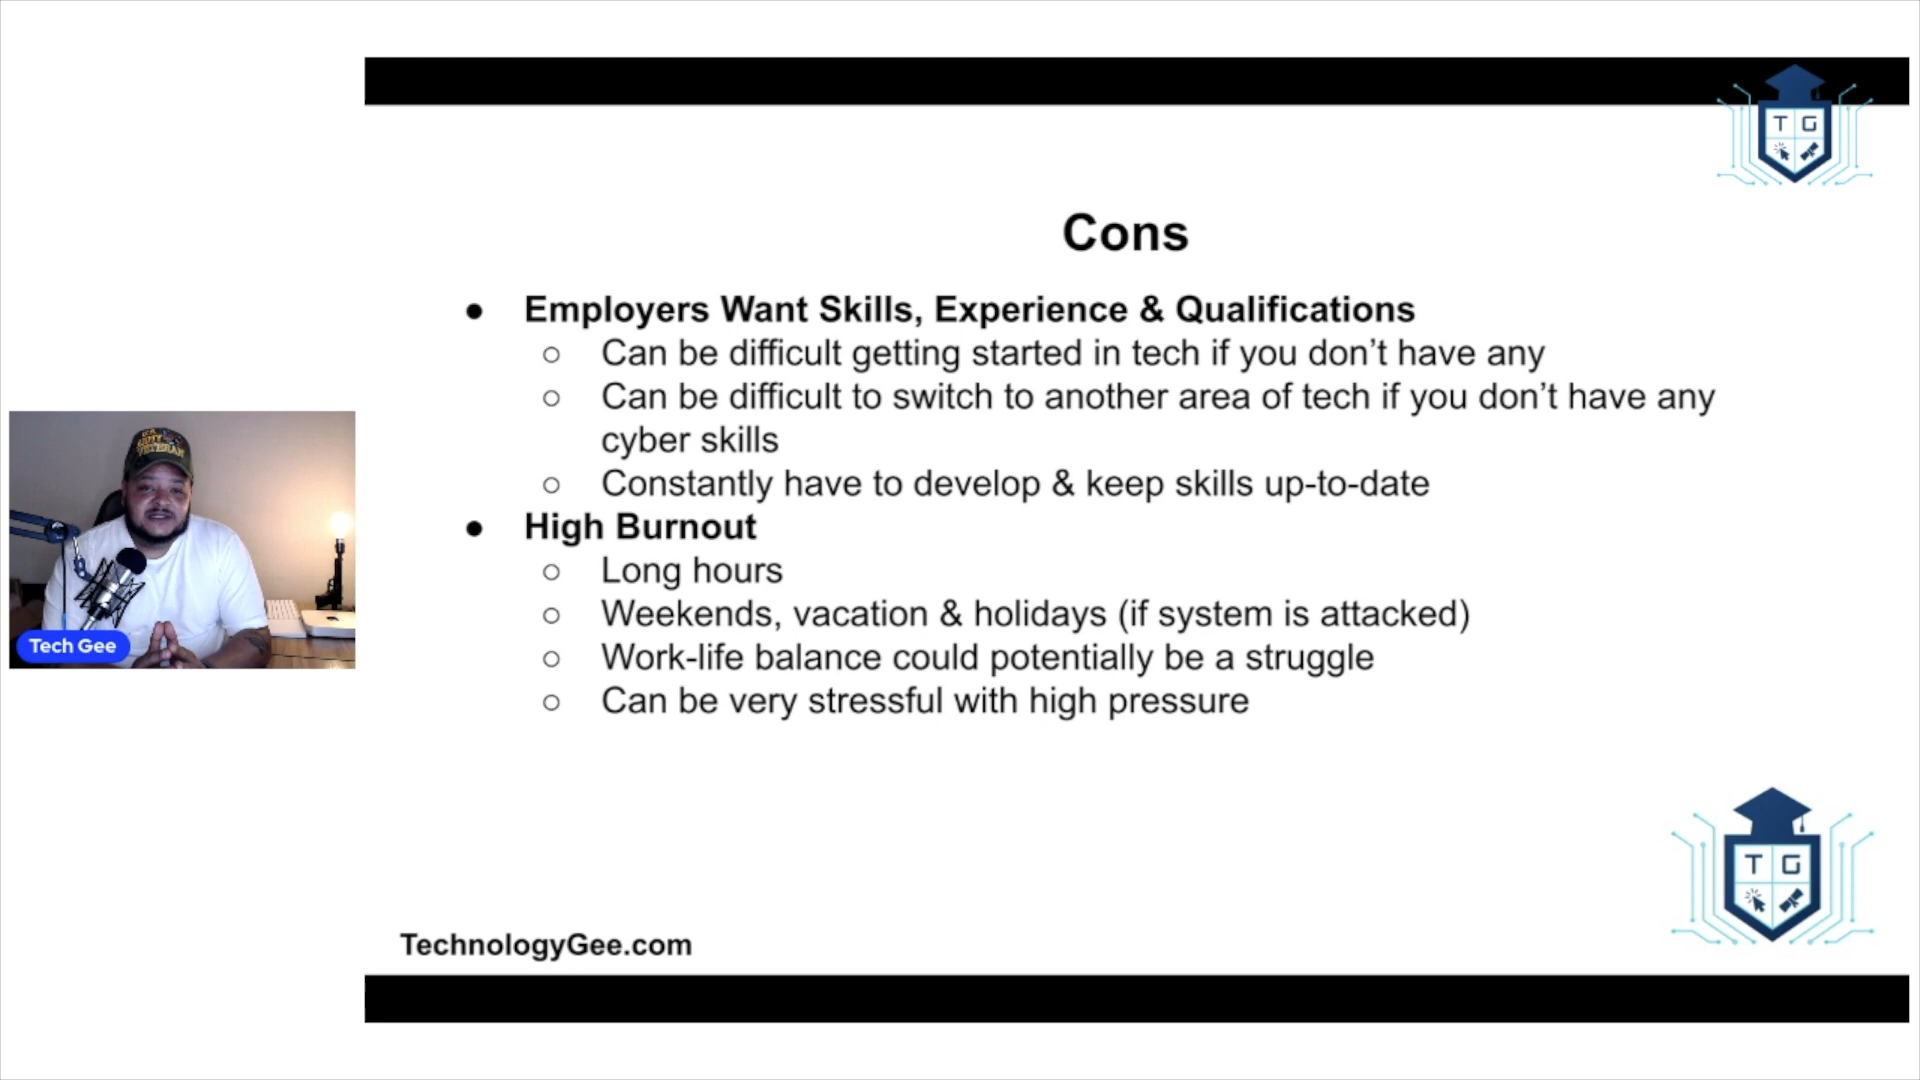 T G
Cons
● Employers Want Skills, Experience & Qualifications
○ Can be difficult getting started in tech if you don’t have any
○ Can be difficult to switch to another area of tech if you don’t have any
cyber skills
○ Constantly have to develop & keep skills up-to-date
● High Burnout
○ Long hours
○ Weekends, vacation & holidays (if system is attacked)
○ Work-life balance could potentially be a struggle
○ Can be very stressful with high pressure
U.S.
ARMY
VETERAN
Tech Gee
T G
TechnologyGee.com